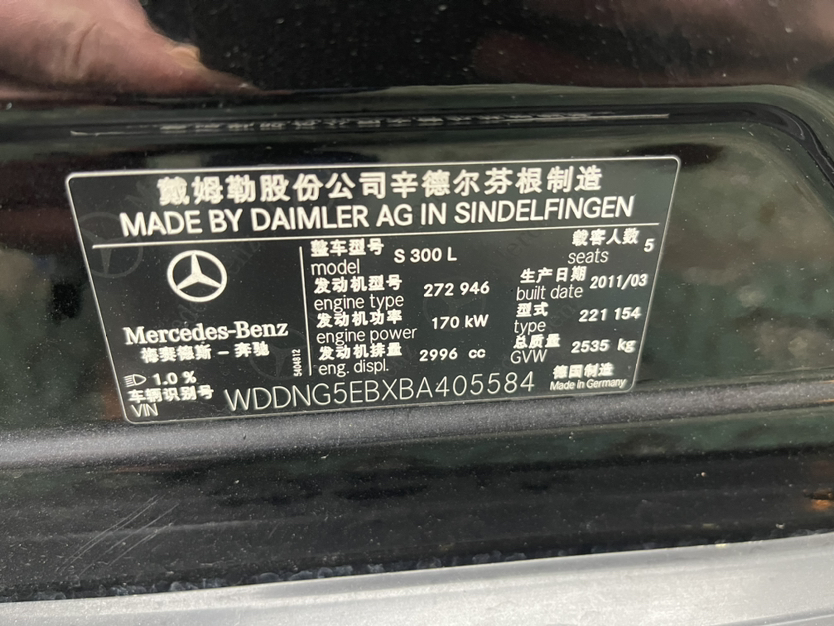 戴姆勒股份公司辛德尔芬根制造
MADE BY DAIMLER AG IN SINDELFINGEN
Mercedes-Benz
梅赛德斯－奔驰
整车型号
model
S 300 L
载客人数
seats
5
发动机型号
engine type
272 946
生产日期
built date
2011/03
发动机功率
engine power
170 kW
型式
type
221 154
发动机排量
eng. displ.
2996 cc
总质量
GVW
2535 kg
5404812
1.0 %
车辆识别号
VIN
WDDNG5EBXBA405584
德国制造
Made in Germany